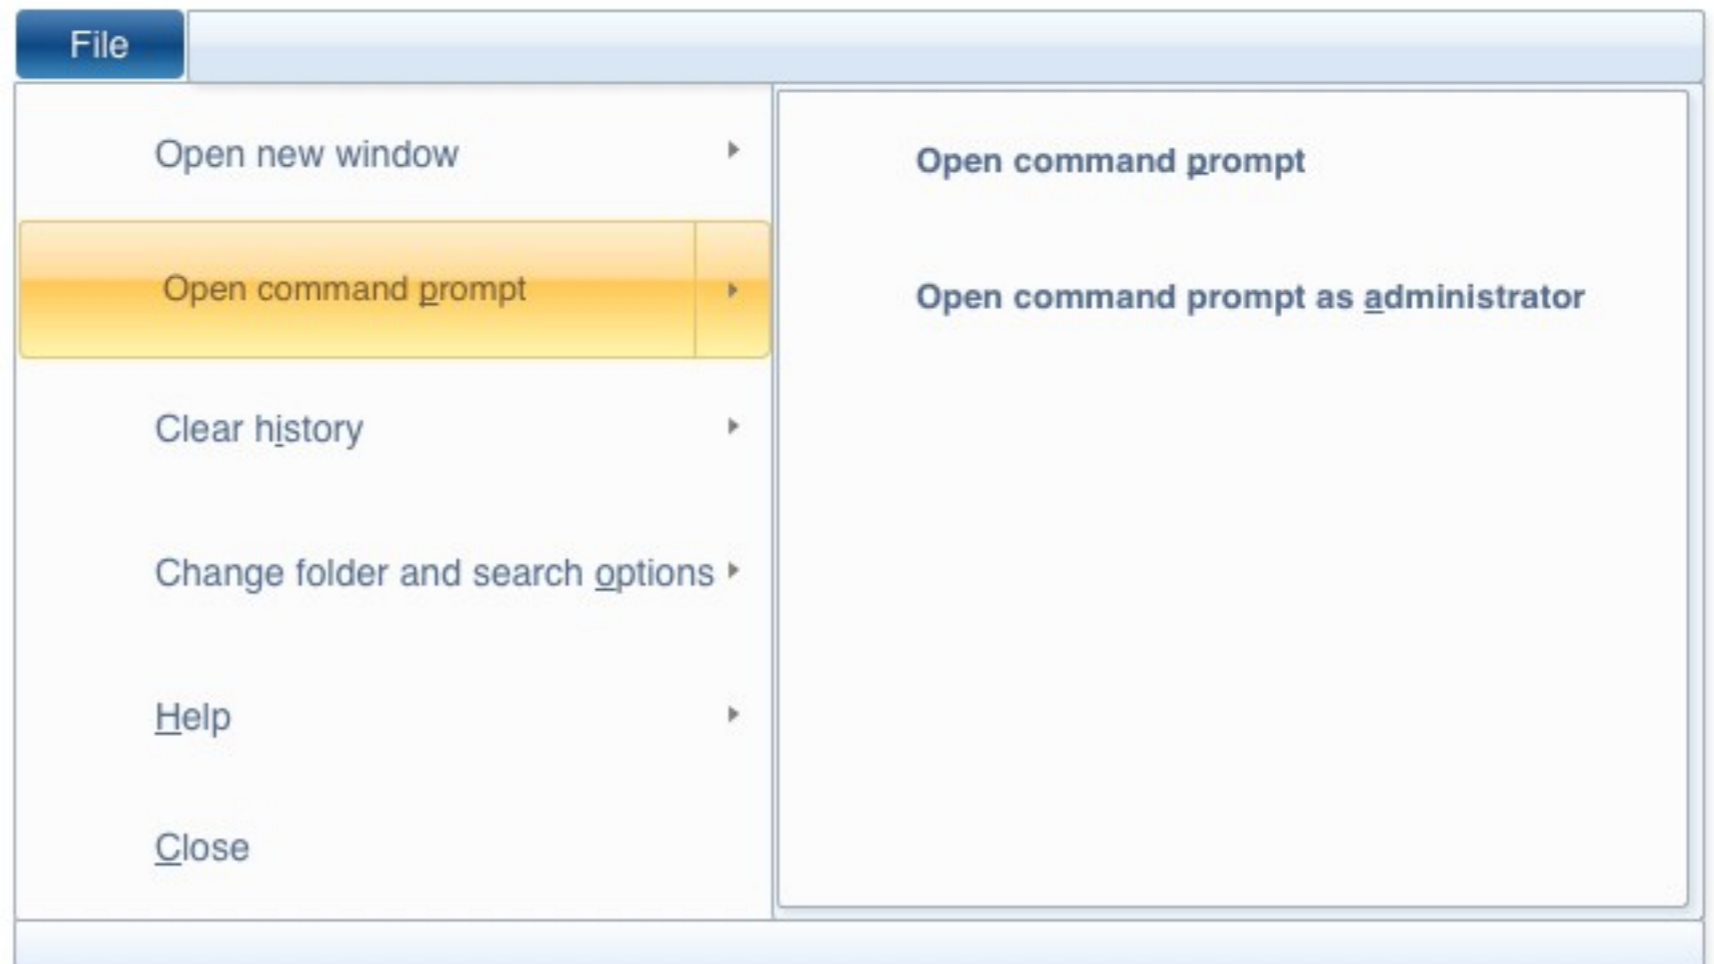 File
Open new window
Open command prompt
Clear history
Change folder and search options
Help
Close
Open command prompt
Open command prompt as administrator